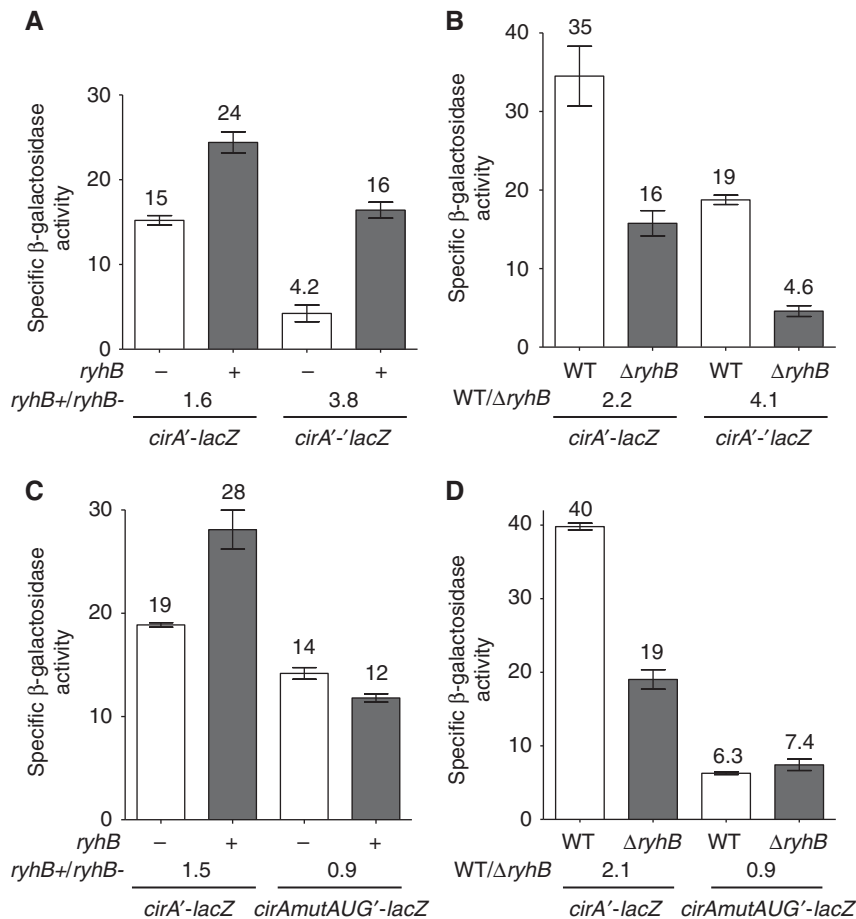 A
Specific β-galactosidase
activity
30
20
10
0
15
24
4.2
16
ryhB – + – +
ryhB+/ryhB- 1.6 3.8
cirA′-lacZ cirA′-′lacZ
B
Specific β-galactosidase
activity
40
30
20
10
0
35
16
19
4.6
WT ΔryhB WT ΔryhB
WT/ΔryhB 2.2 4.1
cirA′-lacZ cirA′-′lacZ
C
Specific β-galactosidase
activity
30
20
10
0
19
28
14
12
ryhB – + – +
ryhB+/ryhB- 1.5 0.9
cirA′-lacZ cirAmutAUG′-lacZ
D
Specific β-galactosidase
activity
40
30
20
10
0
40
19
6.3
7.4
WT ΔryhB WT ΔryhB
WT/ΔryhB 2.1 0.9
cirA′-lacZ cirAmutAUG′-lacZ